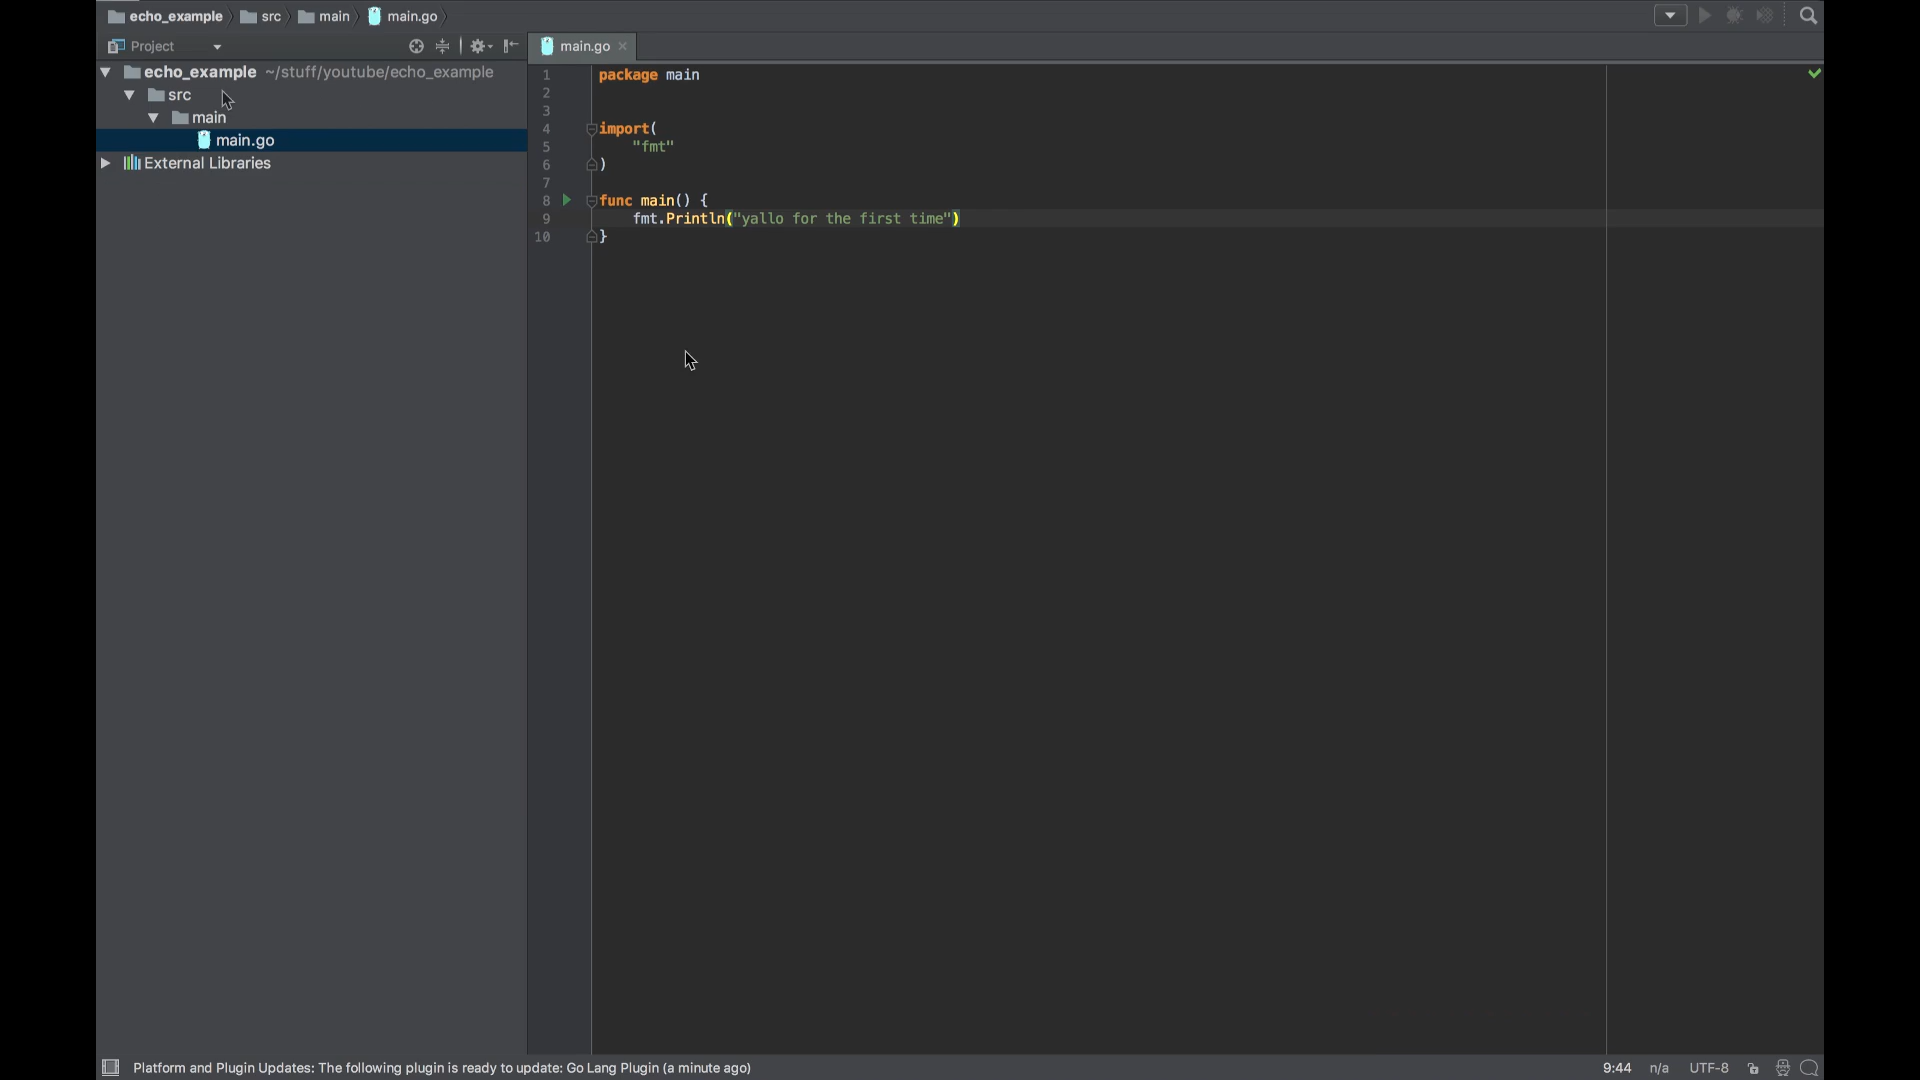 echo_example src main main.go
Project
main.go
echo_example ~/stuff/youtube/echo_example
src
main
main.go
External Libraries
1 package main
2
3
4 import(
5 "fmt"
6 )
7
8 func main() {
9 fmt.Println("yallo for the first time")
10 }
Platform and Plugin Updates: The following plugin is ready to update: Go Lang Plugin (a minute ago)
9:44 n/a UTF-8